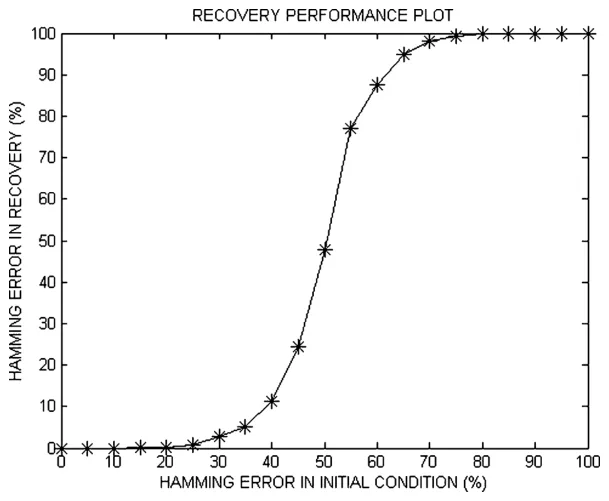 RECOVERY PERFORMANCE PLOT
HAMMING ERROR IN RECOVERY (%)
100
90
80
70
60
50
40
30
20
10
0
0 10 20 30 40 50 60 70 80 90 100
HAMMING ERROR IN INITIAL CONDITION (%)